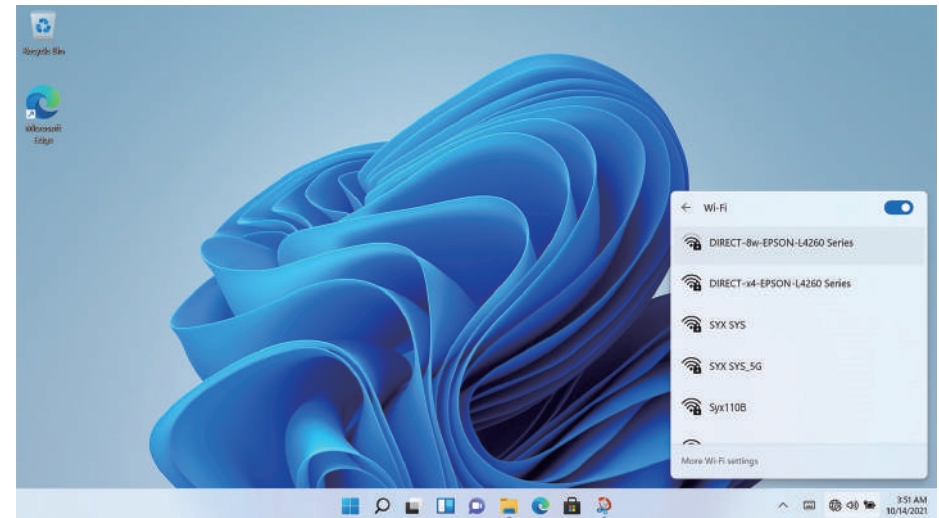 Recycle Bin
Microsoft
Edge
Wi-Fi
DIRECT-8w-EPSON-L4260 Series
DIRECT-x4-EPSON-L4260 Series
SYX SYS
SYX SYS_5G
Syx110B
More Wi-Fi settings
3:51 AM
10/14/2021